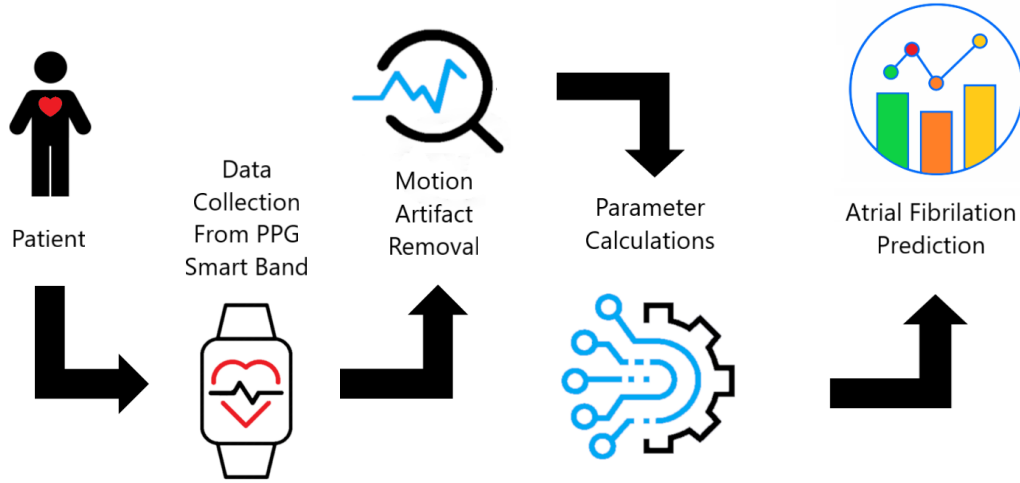 Patient
Data
Collection
From PPG
Smart Band
Motion
Artifact
Removal
Parameter
Calculations
Atrial Fibrilation
Prediction